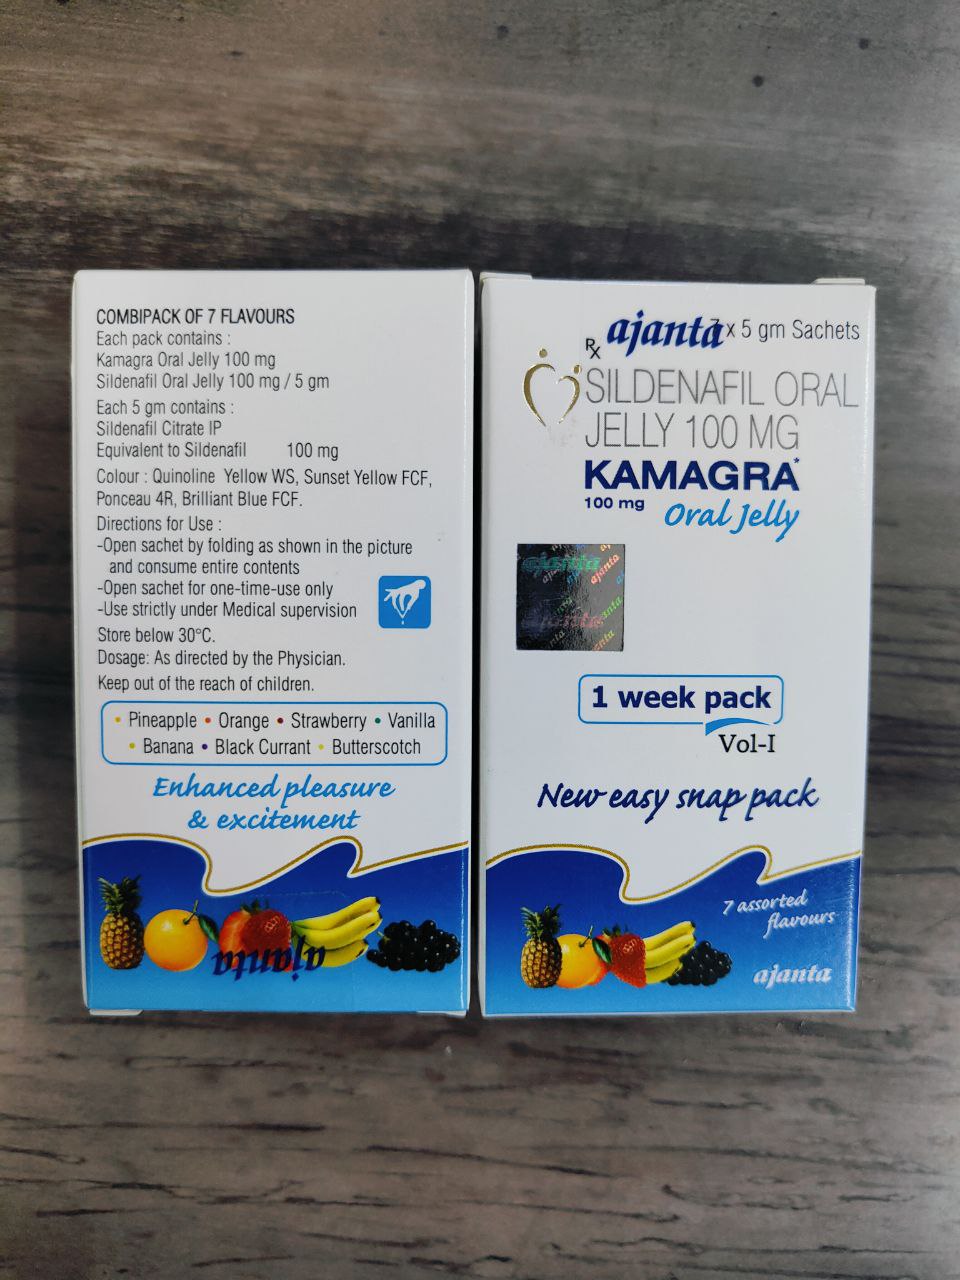 COMBIPACK OF 7 FLAVOURS
Each pack contains :
Kamagra Oral Jelly 100 mg
Sildenafil Oral Jelly 100 mg / 5 gm
Each 5 gm contains :
Sildenafil Citrate IP
Equivalent to Sildenafil 100 mg
Colour : Quinoline Yellow WS, Sunset Yellow FCF,
Ponceau 4R, Brilliant Blue FCF.
Directions for Use :
-Open sachet by folding as shown in the picture
and consume entire contents
-Open sachet for one-time-use only
-Use strictly under Medical supervision
Store below 30°C.
Dosage: As directed by the Physician.
Keep out of the reach of children.
• Pineapple • Orange • Strawberry • Vanilla
• Banana • Black Currant • Butterscotch
Enhanced pleasure
& excitement
ajanta
Rx ajanta x 5 gm Sachets
SILDENAFIL ORAL
JELLY 100 MG
KAMAGRA*
100 mg Oral Jelly
ajanta ajanta
ajanta
ajanta
1 week pack
Vol-I
New easy snap pack
7 assorted
flavours
ajanta